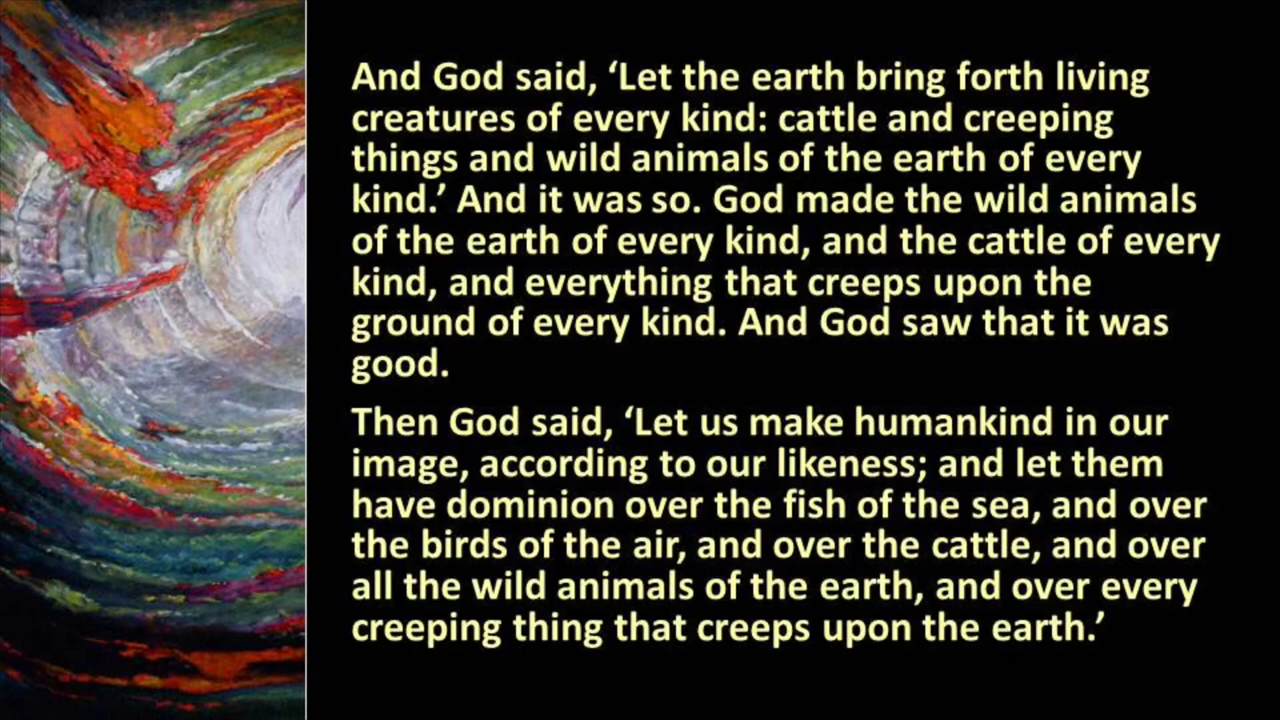 And God said, ‘Let the earth bring forth living
creatures of every kind: cattle and creeping
things and wild animals of the earth of every
kind.’ And it was so. God made the wild animals
of the earth of every kind, and the cattle of every
kind, and everything that creeps upon the
ground of every kind. And God saw that it was
good.
Then God said, ‘Let us make humankind in our
image, according to our likeness; and let them
have dominion over the fish of the sea, and over
the birds of the air, and over the cattle, and over
all the wild animals of the earth, and over every
creeping thing that creeps upon the earth.’